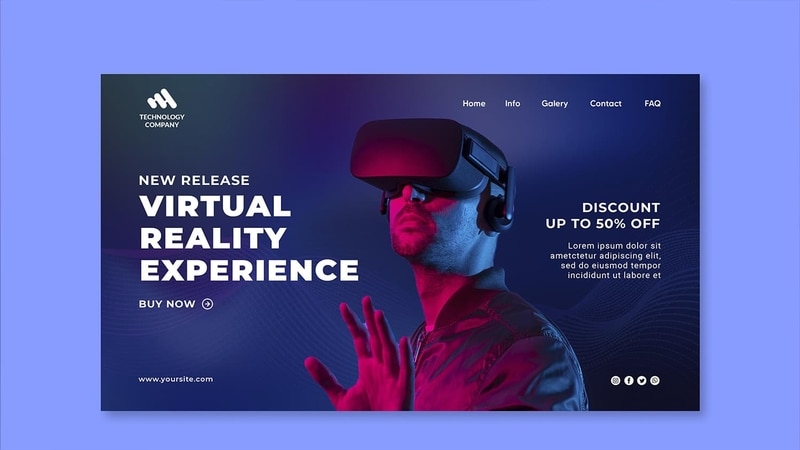 TECHNOLOGY
COMPANY
Home Info Galery Contact FAQ
NEW RELEASE
VIRTUAL
REALITY
EXPERIENCE
BUY NOW
DISCOUNT
UP TO 50% OFF
Lorem ipsum dolor sit
ametctetur adipiscing elit,
sed do eiusmod tempor
incididunt ut labore et
www.yoursite.com